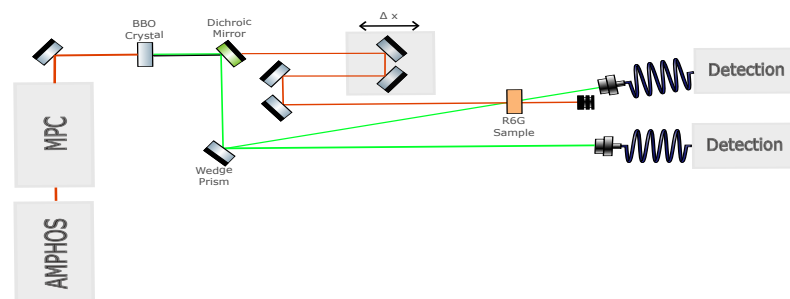 BBO
Crystal
Dichroic
Mirror
Δ x
Detection
MPC
R6G
Sample
Detection
Wedge
Prism
AMPHOS